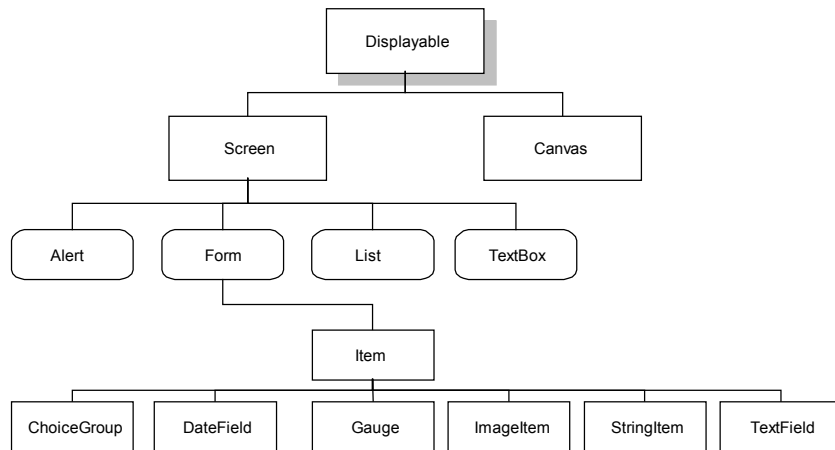 Displayable
Screen
Canvas
Alert
Form
List
TextBox
Item
ChoiceGroup
DateField
Gauge
ImageItem
StringItem
TextField